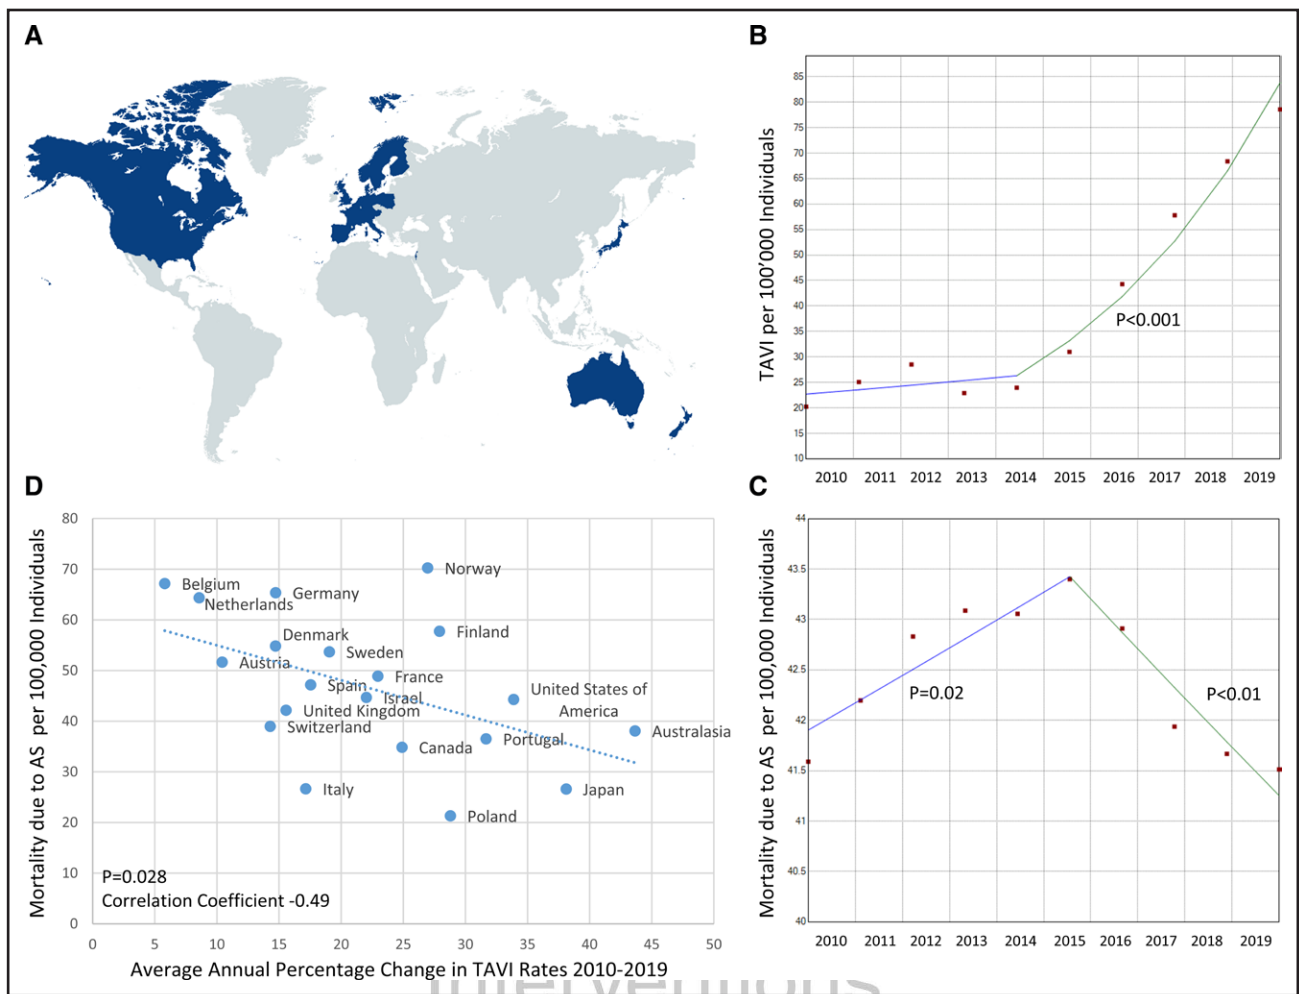 A
B
TAVI per 100'000 Individuals
85
80
75
70
65
60
55
50
45
40
35
30
25
20
15
10
P<0.001
2010 2011 2012 2013 2014 2015 2016 2017 2018 2019
D
Mortality due to AS per 100,000 Individuals
80
70
60
50
40
30
20
10
0
Norway
Belgium
Netherlands
Germany
Finland
Denmark
Sweden
Austria
France
Spain
Israel
United States of
America
United Kingdom
Switzerland
Australasia
Portugal
Canada
Italy
Japan
Poland
P=0.028
Correlation Coefficient -0.49
0 5 10 15 20 25 30 35 40 45 50
Average Annual Percentage Change in TAVI Rates 2010-2019
C
Mortality due to AS per 100,000 Individuals
44
43.5
43
42.5
42
41.5
41
40.5
40
P=0.02
P<0.01
2010 2011 2012 2013 2014 2015 2016 2017 2018 2019